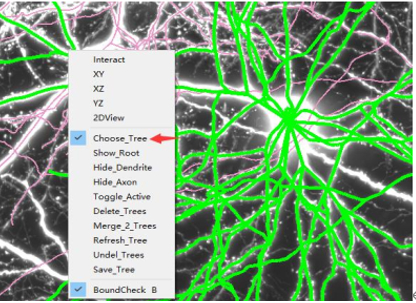 Interact
XY
XZ
YZ
2DView
Choose_Tree
Show_Root
Hide_Dendrite
Hide_Axon
Toggle_Active
Delete_Trees
Merge_2_Trees
Refresh_Tree
Undel_Trees
Save_Tree
BoundCheck B